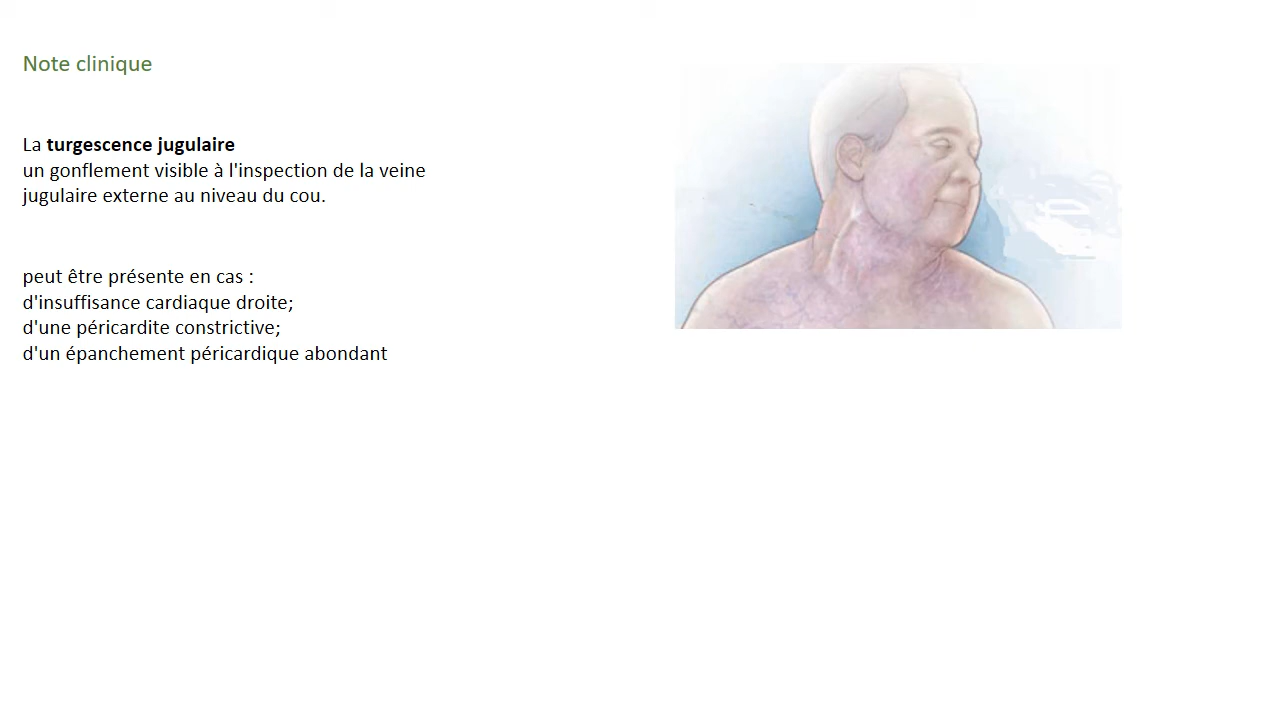 Note clinique
La turgescence jugulaire
un gonflement visible à l'inspection de la veine
jugulaire externe au niveau du cou.
peut être présente en cas :
d'insuffisance cardiaque droite;
d'une péricardite constrictive;
d'un épanchement péricardique abondant